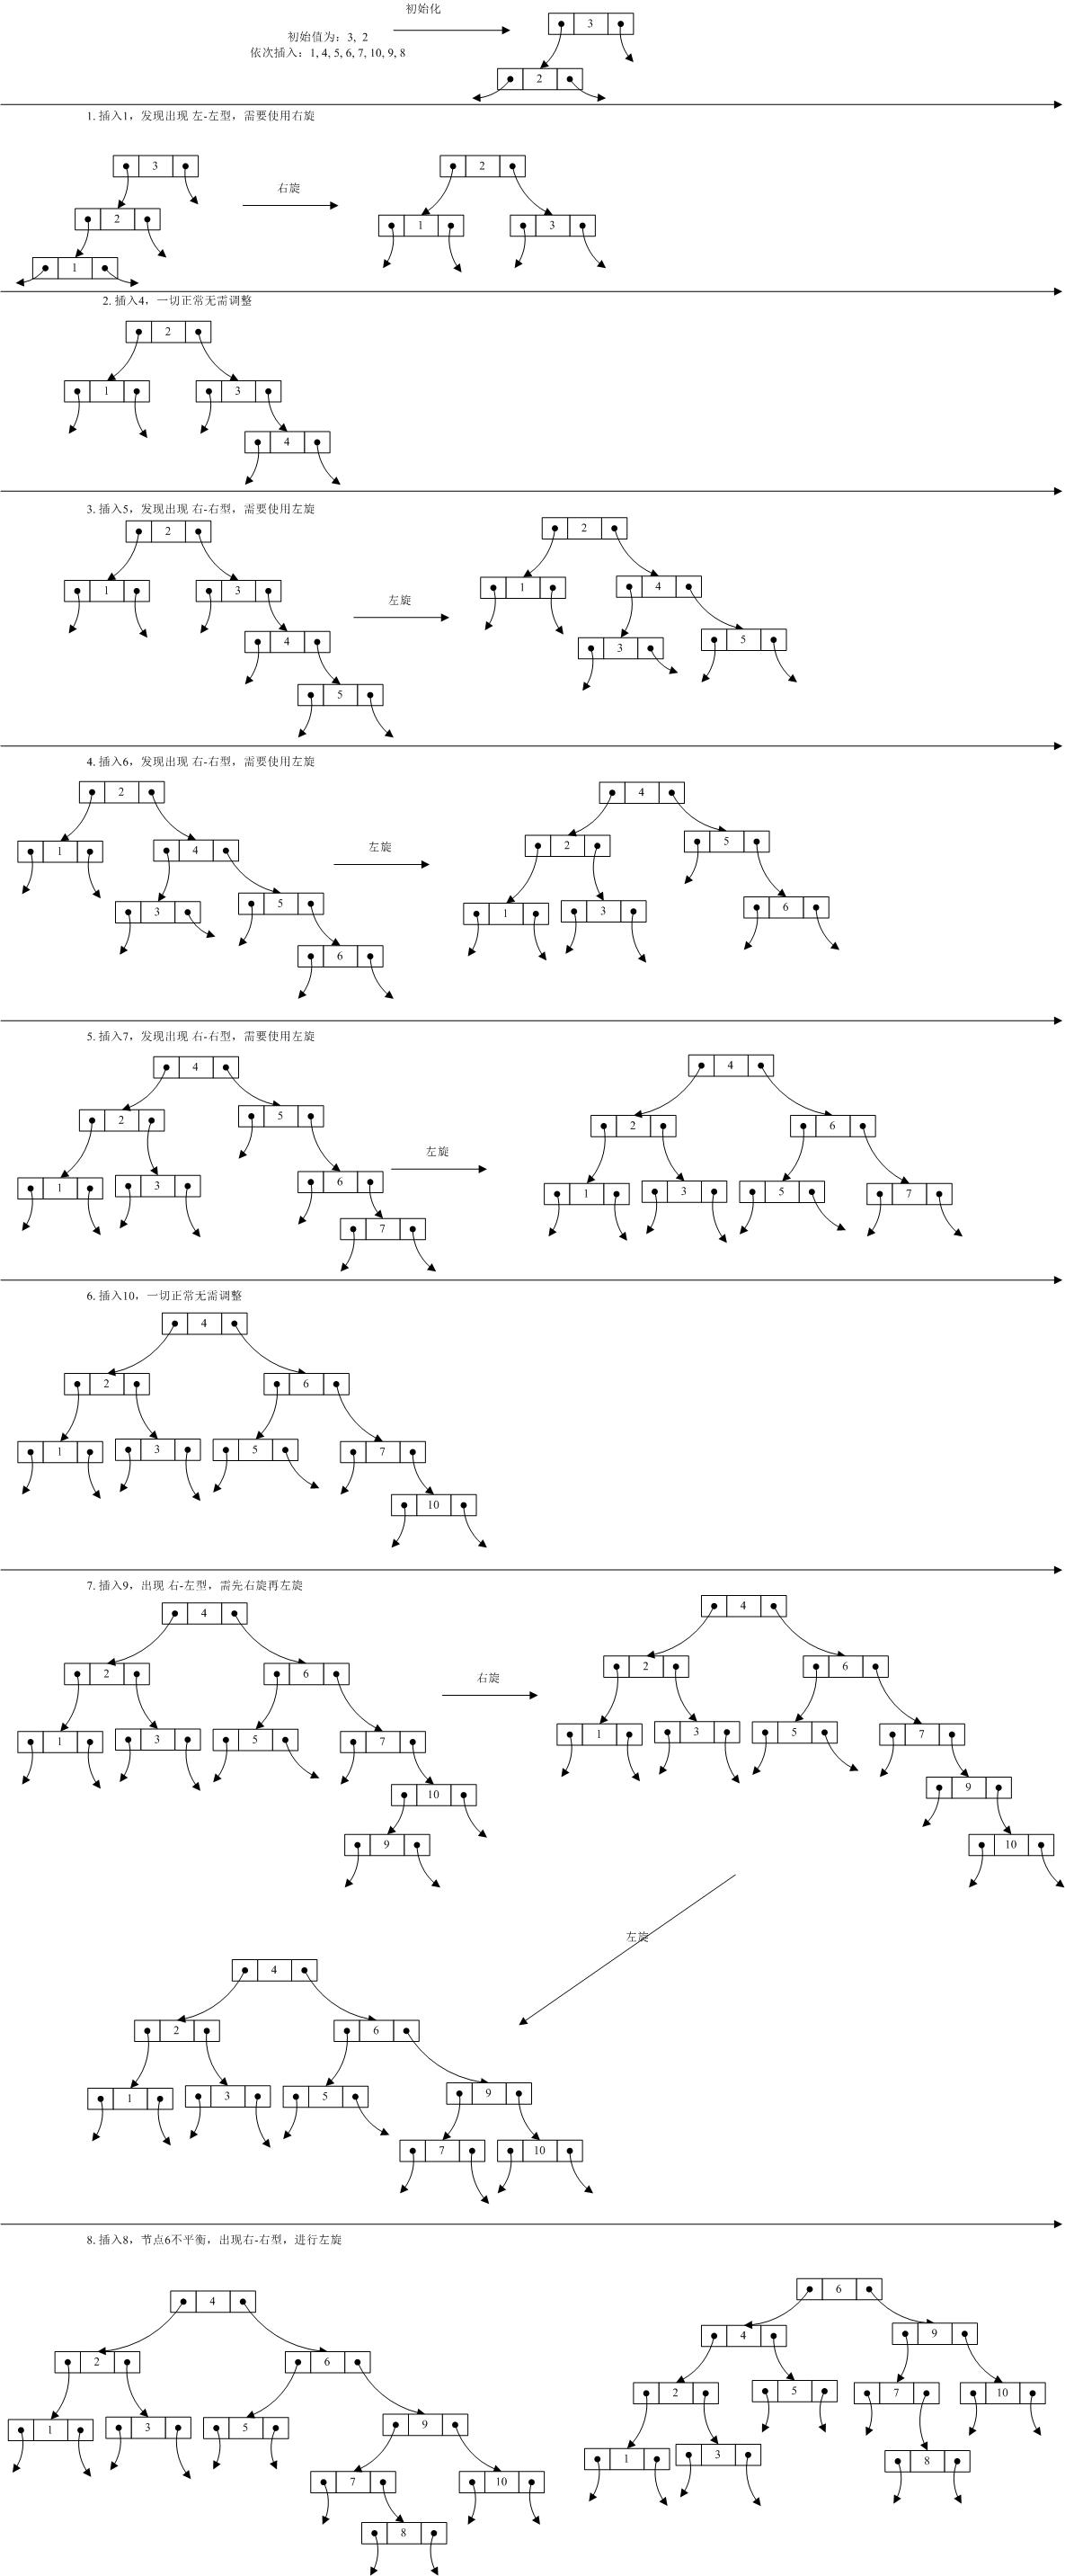 初始化
初始值为：3, 2
依次插入：1, 4, 5, 6, 7, 10, 9, 8
3
2
1. 插入1，发现出现 左-左型，需要使用右旋
3
2
1
右旋
2
1 3
2. 插入4，一切正常无需调整
2
1 3
4
3. 插入5，发现出现 右-右型，需要使用左旋
2
1 3
4
5
左旋
2
1 4
3 5
4. 插入6，发现出现 右-右型，需要使用左旋
2
1 4
3 5
6
左旋
4
2 5
1 3 6
5. 插入7，发现出现 右-右型，需要使用左旋
4
2 5
1 3 6
7
左旋
4
2 6
1 3 5 7
6. 插入10，一切正常无需调整
4
2 6
1 3 5 7
10
7. 插入9，出现 右-左型，需先右旋再左旋
4
2 6
1 3 5 7
10
9
右旋
4
2 6
1 3 5 7
9
10
左旋
4
2 6
1 3 5 9
7 10
8. 插入8，节点6不平衡，出现右-右型，进行左旋
4
2 6
1 3 5 9
7 10
8
6
4 9
2 5 7 10
1 3 8